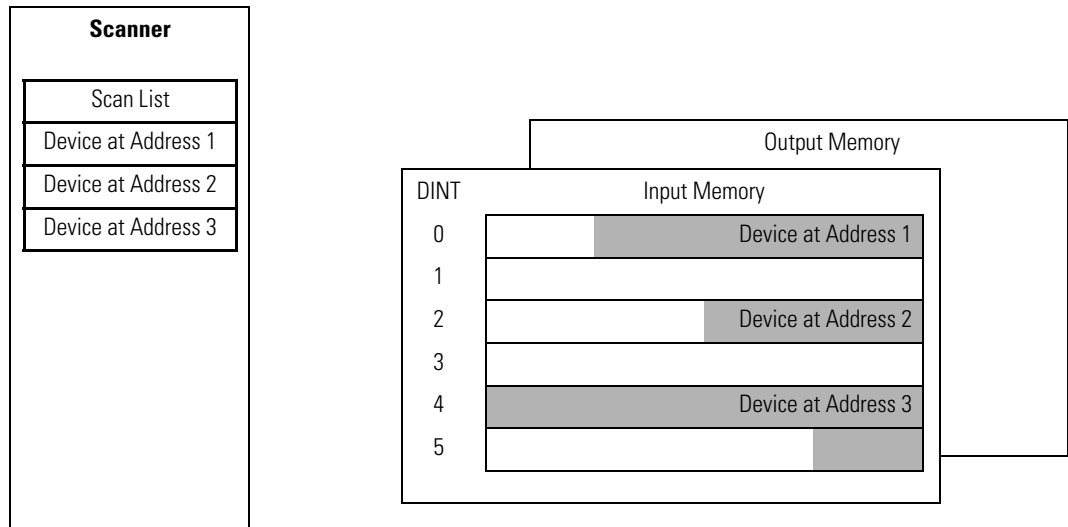 Scanner
Scan List
Device at Address 1
Device at Address 2
Device at Address 3
Output Memory
DINT Input Memory
0 Device at Address 1
1
2 Device at Address 2
3
4 Device at Address 3
5